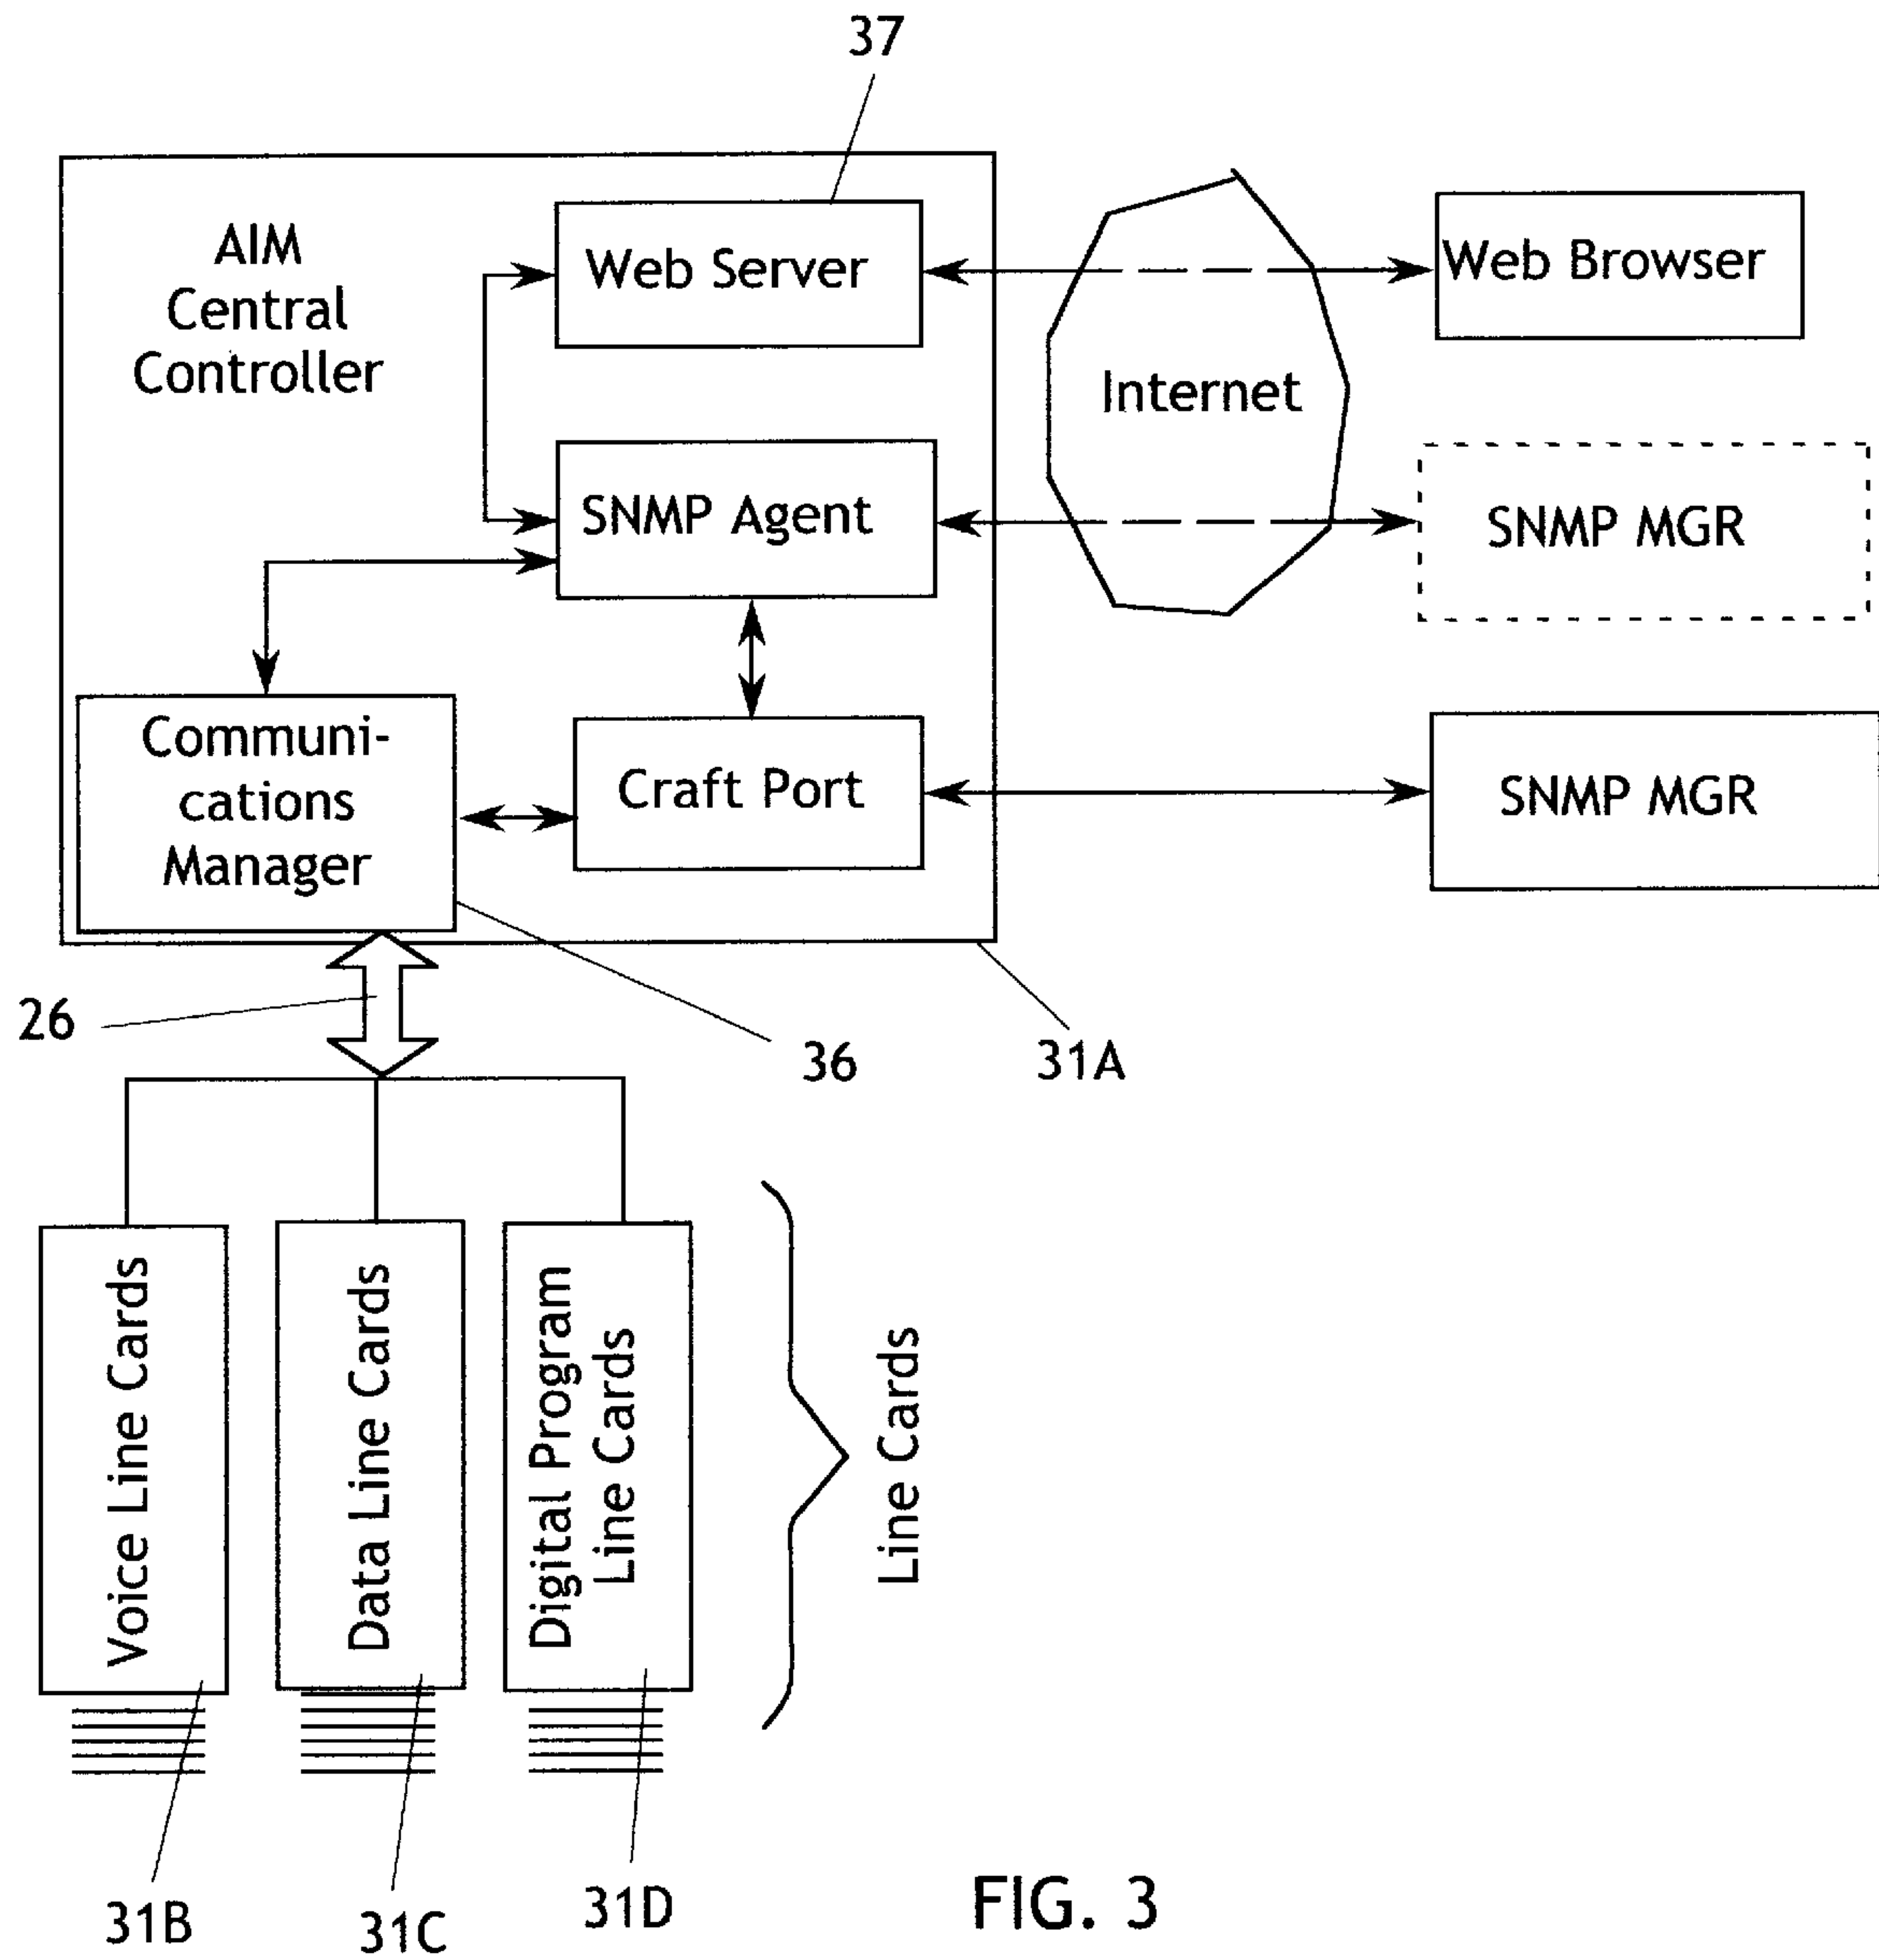 37
AIM
Central
Controller
Web Server
Web Browser
Internet
SNMP Agent
SNMP MGR
Communi-
cations
Manager
Craft Port
SNMP MGR
26
36
31A
Voice Line Cards
Data Line Cards
Digital Program
Line Cards
Line Cards
31B
31C
31D
FIG. 3